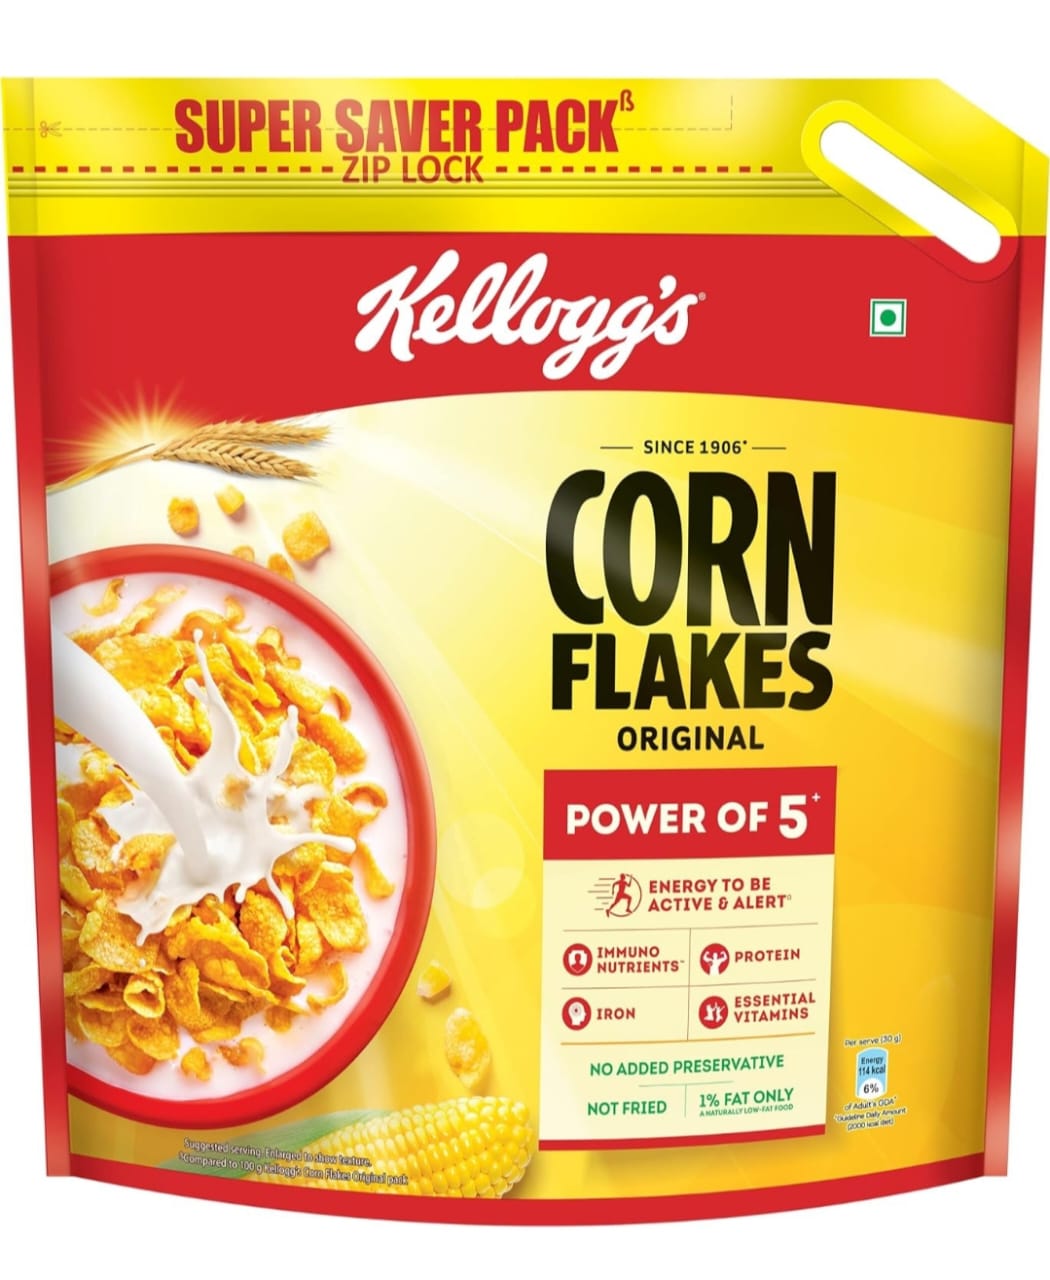 SUPER SAVER PACKß
ZIP LOCK
Kellogg's®
SINCE 1906*
CORN
FLAKES
ORIGINAL
POWER OF 5+
ENERGY TO BE
ACTIVE & ALERT
IMMUNO
NUTRIENTS™
PROTEIN
IRON
ESSENTIAL
VITAMINS
NO ADDED PRESERVATIVE
NOT FRIED
1% FAT ONLY
A NATURALLY LOW-FAT FOOD
Per serve (30 g)
Energy
114 kcal
6%
of Adult's GDA*
*Guideline Daily Amount
(2000 kcal diet)
Suggested serving. Enlarged to show texture.
ßCompared to 100 g Kellogg's Corn Flakes Original pack